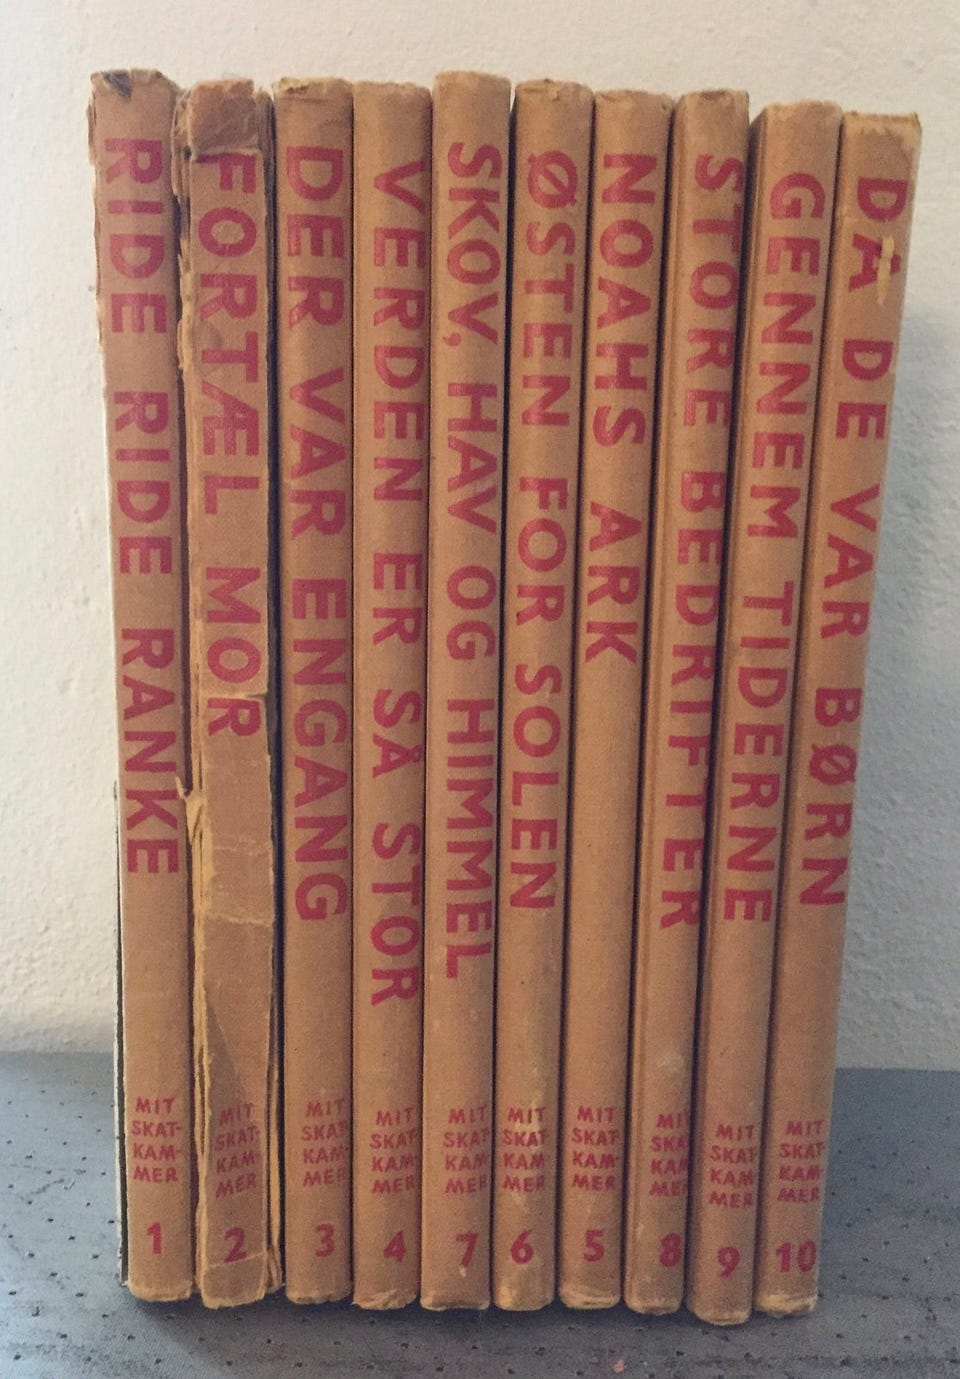 RIDE RIDE RANKE
MIT
SKAT-
KAM-
MER
1
FORTÆL MOR
MIT
SKAT-
KAM-
MER
2
DER VAR ENGANG
MIT
SKAT-
KAM-
MER
3
VERDEN ER SÅ STOR
MIT
SKAT-
KAM-
MER
4
SKOV, HAV OG HIMMEL
MIT
SKAT-
KAM-
MER
7
ØSTEN FOR SOLEN
MIT
SKAT-
KAM-
MER
6
NOAHS ARK
MIT
SKAT-
KAM-
MER
5
STORE BEDRIFTER
MIT
SKAT-
KAM-
MER
8
GENNEM TIDERNE
MIT
SKAT-
KAM-
MER
9
DA DE VAR BØRN
MIT
SKAT-
KAM-
MER
10